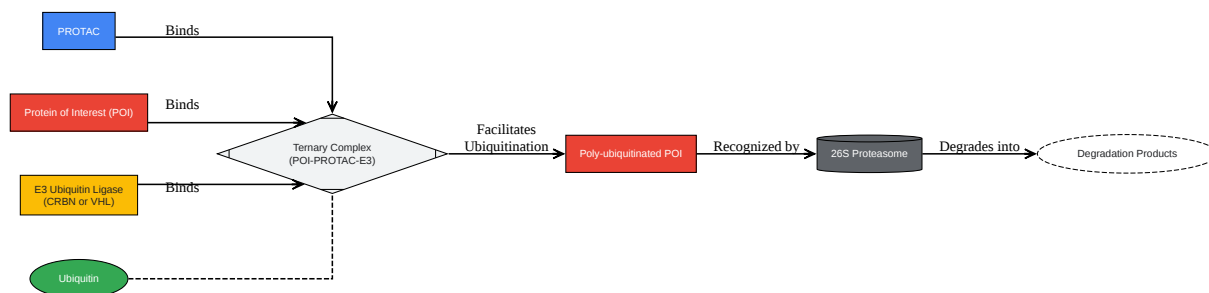 PROTAC
Binds
Protein of Interest (POI)
Binds
E3 Ubiquitin Ligase
(CRBN or VHL)
Binds
Ubiquitin
Ternary Complex
(POI-PROTAC-E3)
Facilitates
Ubiquitination
Poly-ubiquitinated POI
Recognized by
26S Proteasome
Degrades into
Degradation Products